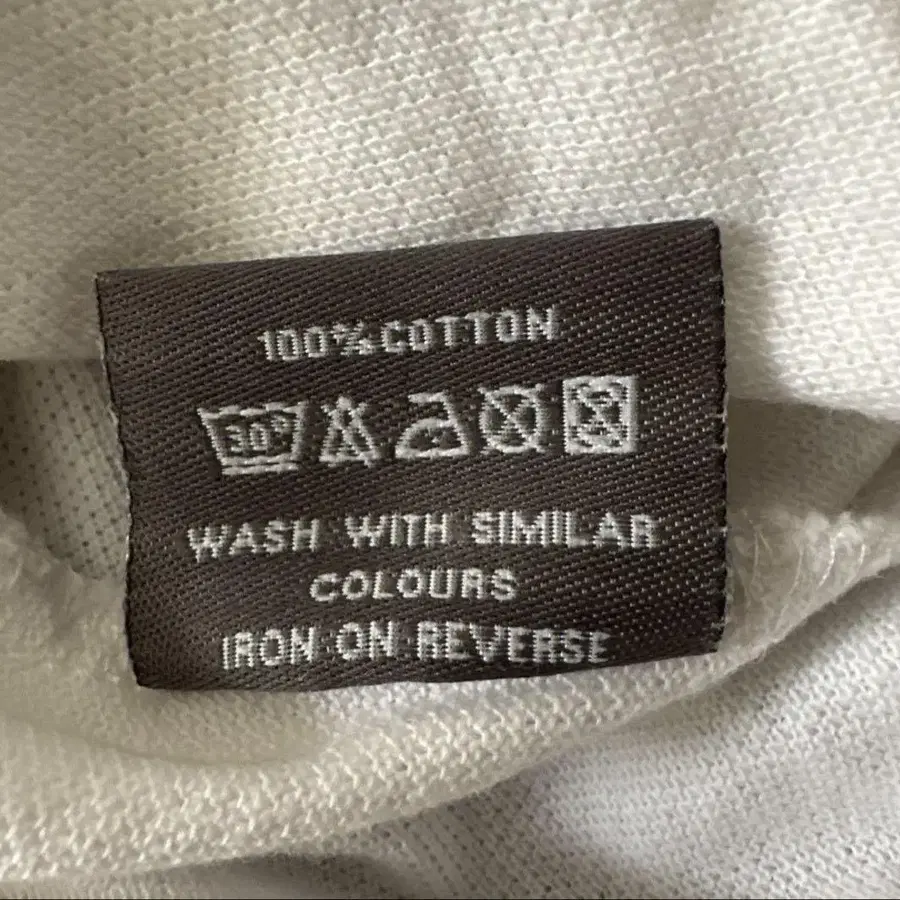 100% COTTON
30°
WASH WITH SIMILAR
COLOURS
IRON ON REVERSE